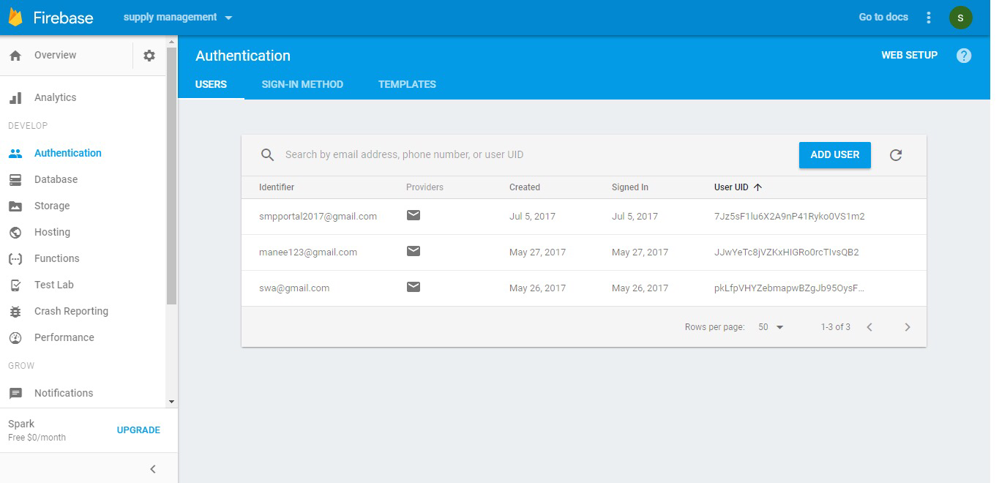 Firebase supply management Go to docs S
Overview
Authentication WEB SETUP ?
USERS SIGN-IN METHOD TEMPLATES
Analytics
DEVELOP
Authentication
Database
Storage
Hosting
Functions
Test Lab
Crash Reporting
Performance
GROW
Notifications
Spark
Free $0/month
UPGRADE
Search by email address, phone number, or user UID ADD USER
Identifier Providers Created Signed In User UID
smpportal2017@gmail.com Jul 5, 2017 Jul 5, 2017 7Jz5sF1lu6X2A9nP41Ryko0VS1m2
manee123@gmail.com May 27, 2017 May 27, 2017 JJwYeTc8jVZKxHIGRo0rcTIvsQB2
swa@gmail.com May 26, 2017 May 26, 2017 pkLfpVHYZebmapwBZgJb95OysF...
Rows per page: 50 1-3 of 3